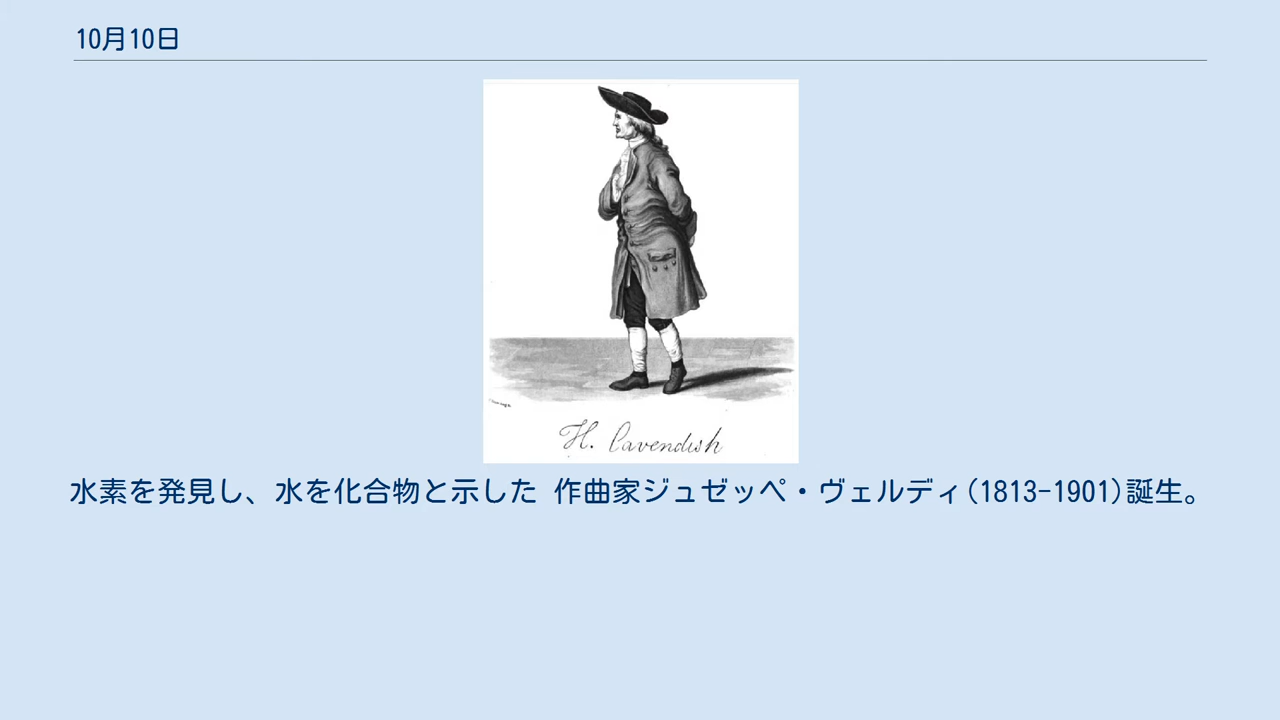 10月10日
H. Cavendish
水素を発見し、水を化合物と示した 作曲家ジュゼッペ・ヴェルディ(1813-1901)誕生。